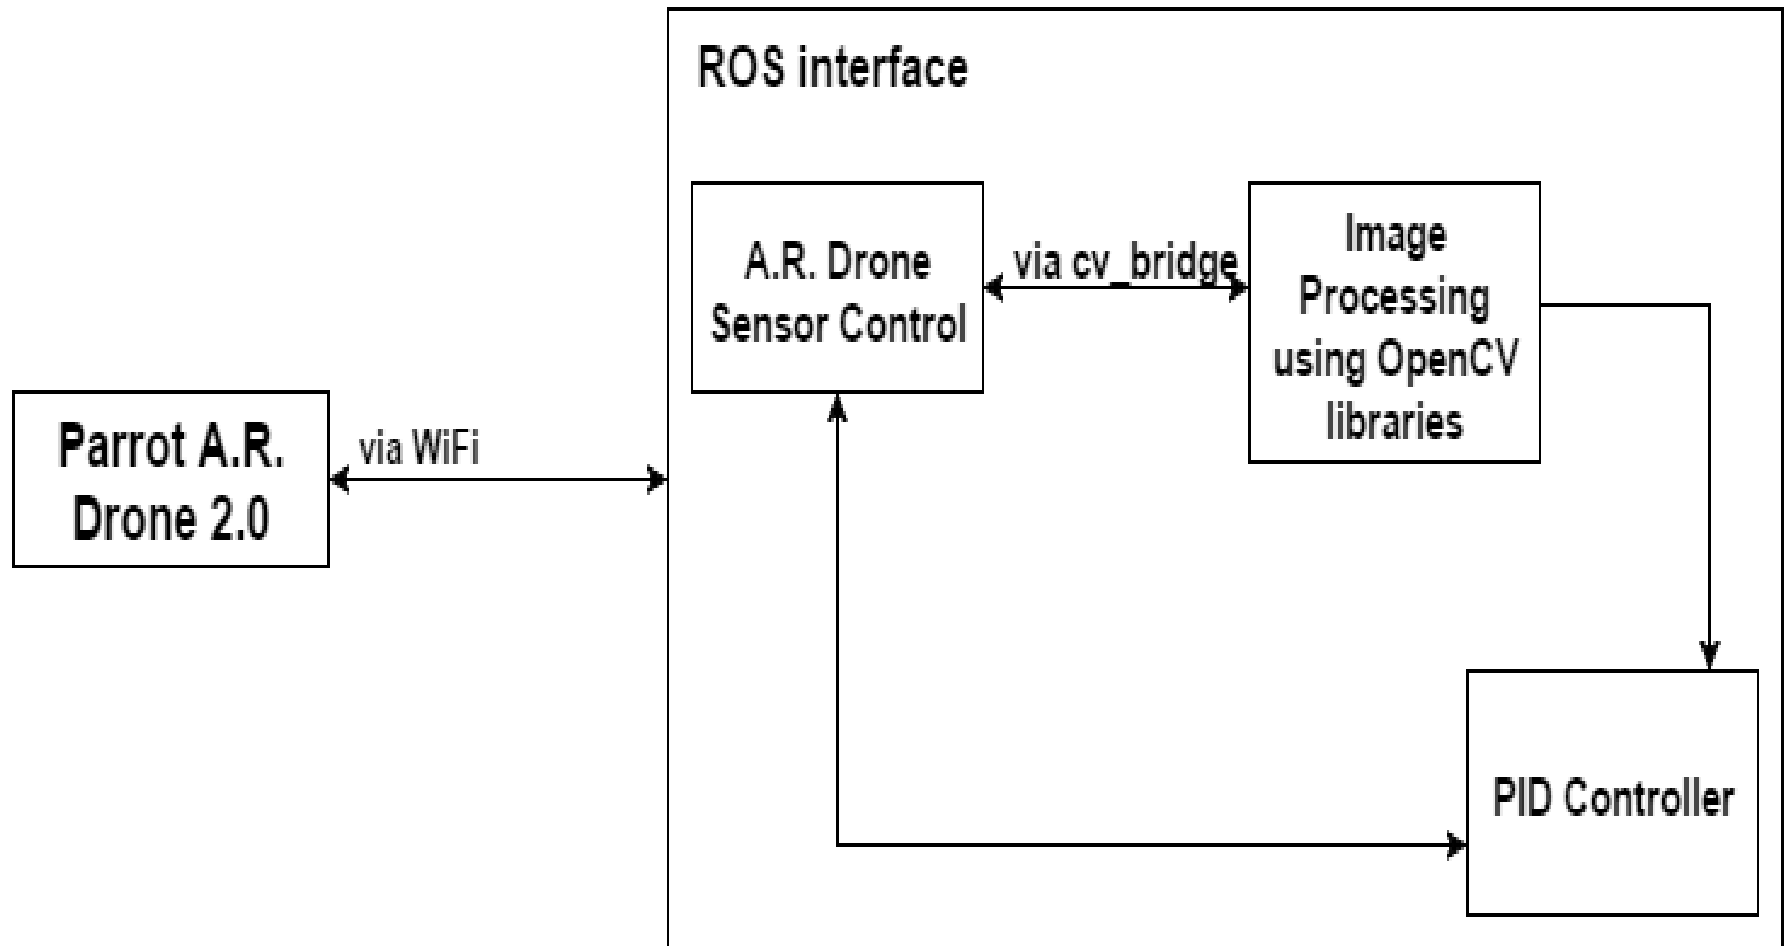 ROS interface
A.R. Drone
Sensor Control
via cv_bridge
Image
Processing
using OpenCV
libraries
Parrot A.R.
Drone 2.0
via WiFi
PID Controller